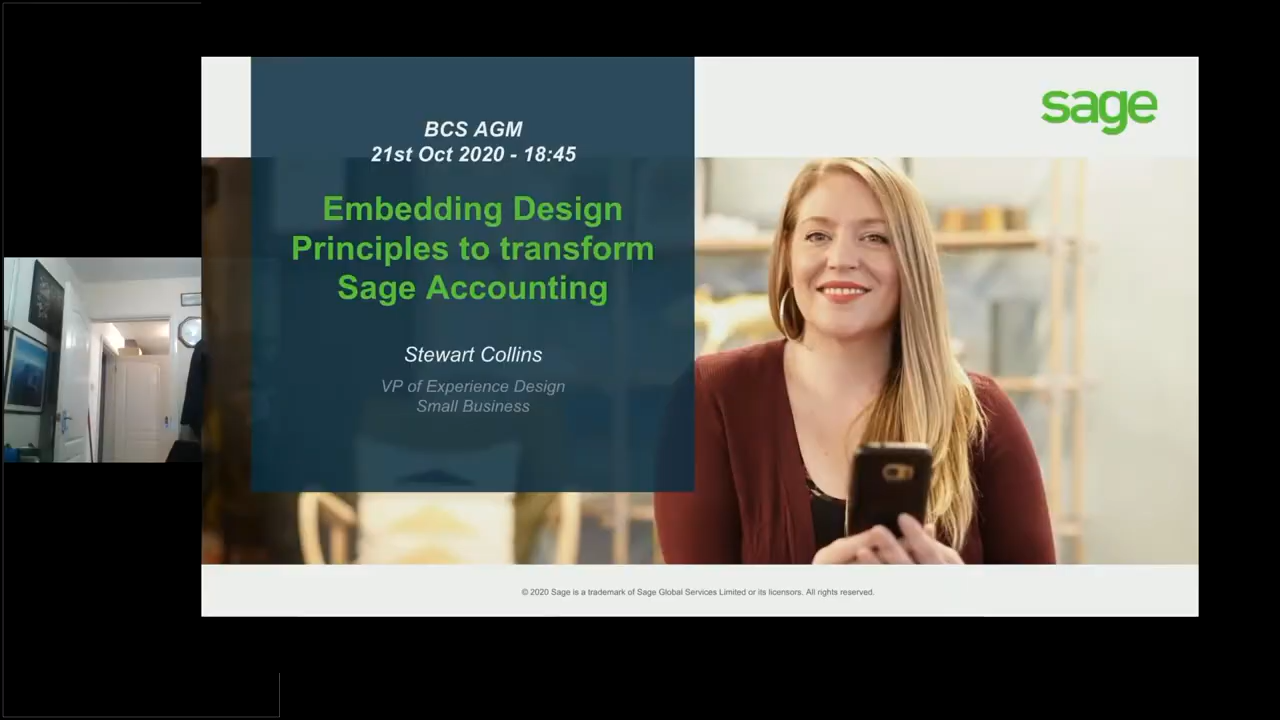 BCS AGM
21st Oct 2020 - 18:45
sage
Embedding Design
Principles to transform
Sage Accounting
Stewart Collins
VP of Experience Design
Small Business
© 2020 Sage is a trademark of Sage Global Services Limited or its licensors. All rights reserved.